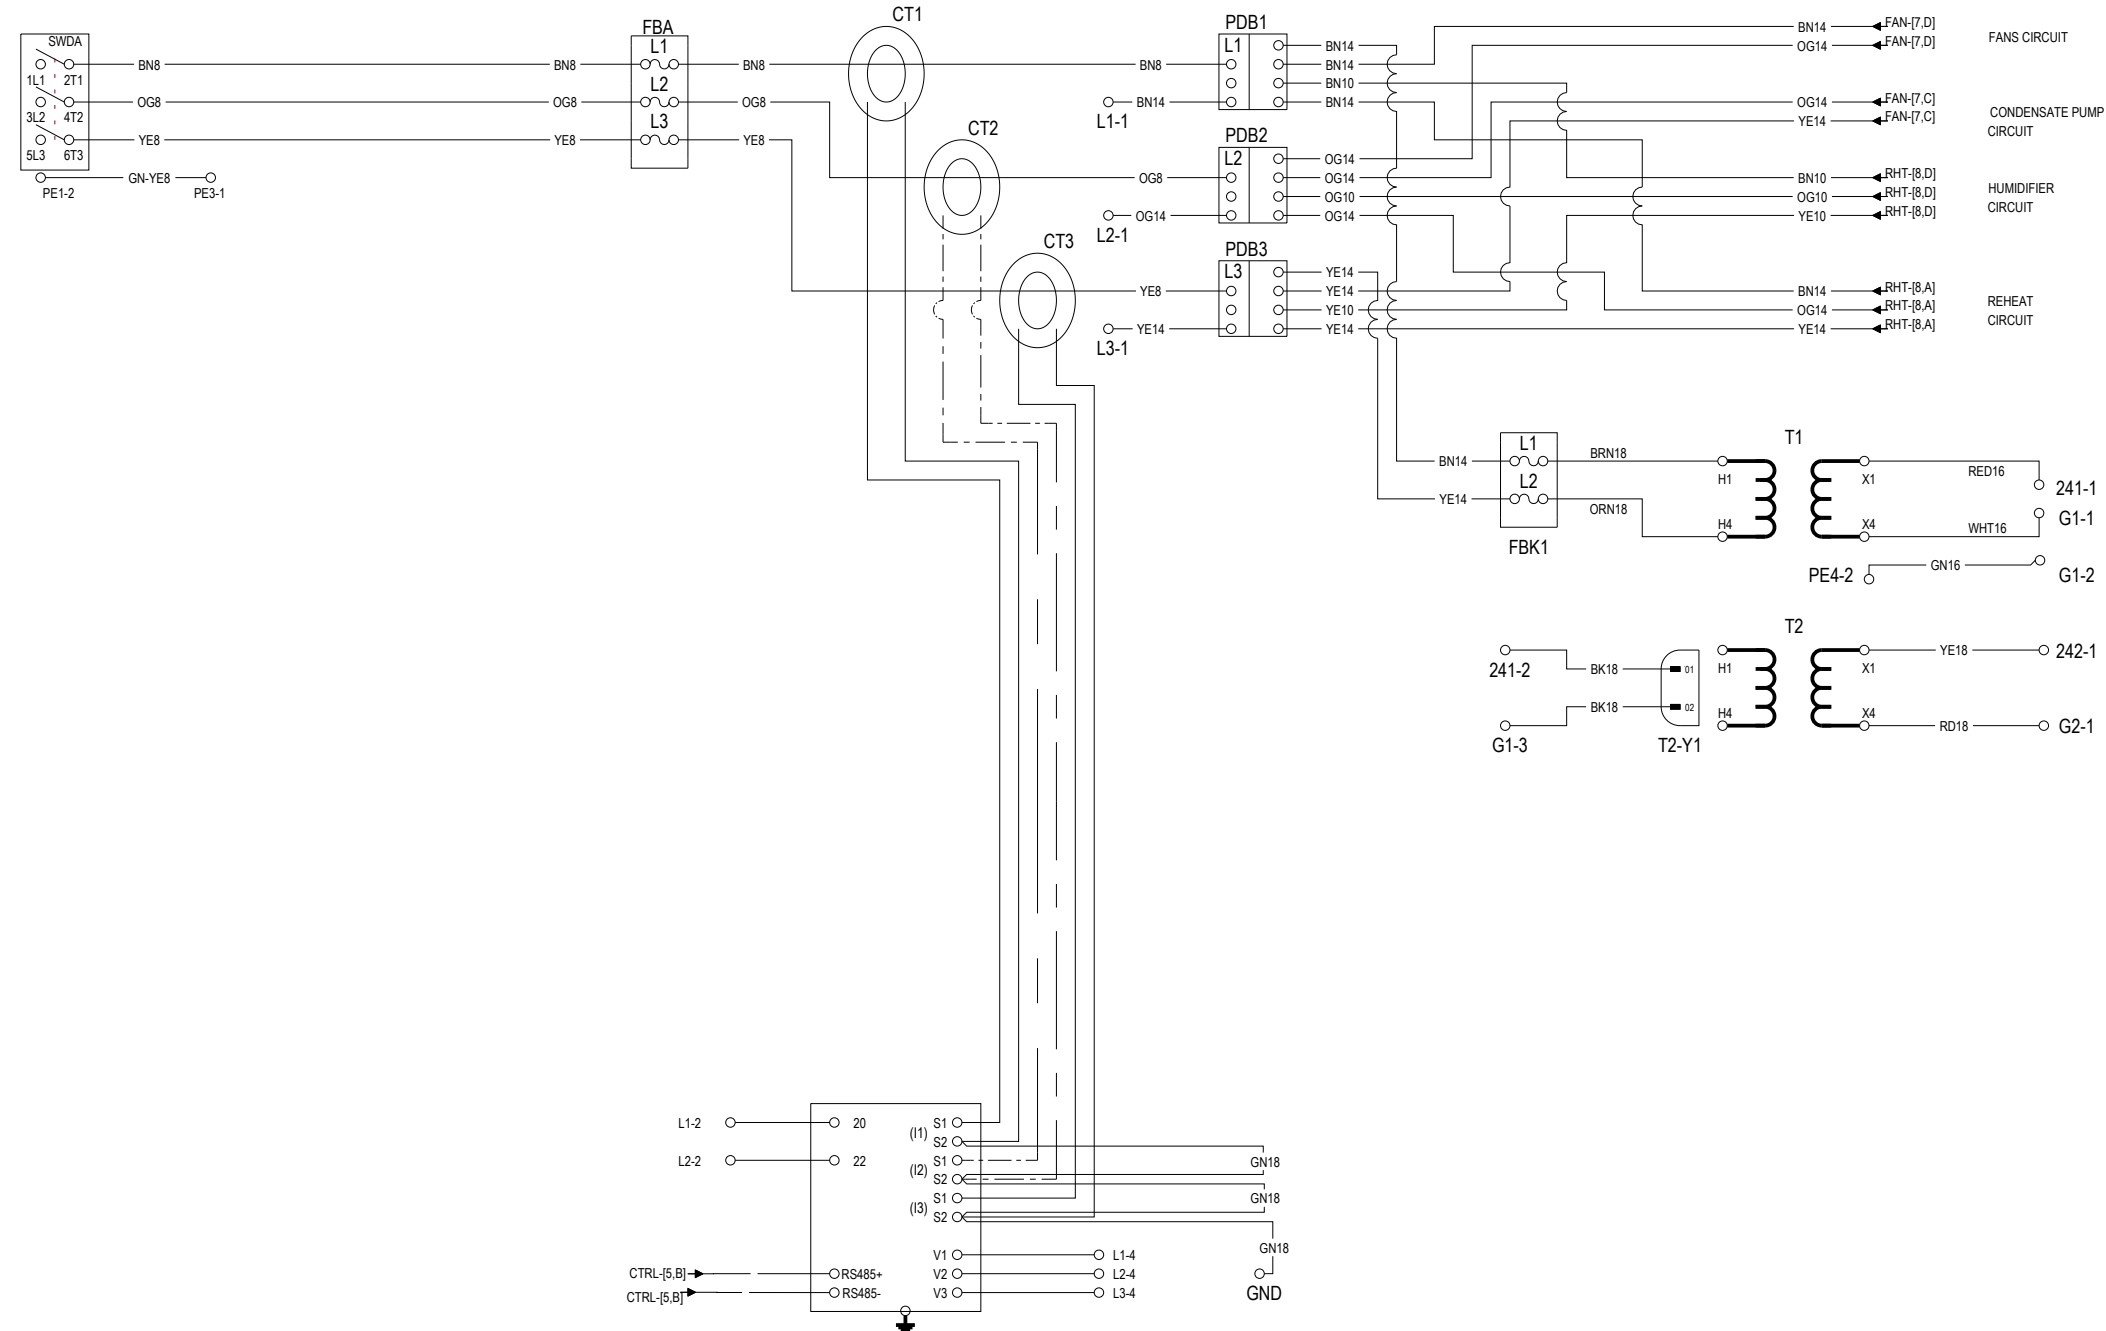 SWDA
1L1 2T1
3L2 4T2
5L3 6T3
BN8
OG8
YE8
PE1-2
GN-YE8
PE3-1
BN8
OG8
YE8
FBA
L1
L2
L3
BN8
OG8
YE8
CT1
CT2
CT3
BN8
BN14
L1-1
OG8
OG14
L2-1
YE8
YE14
L3-1
PDB1
L1
BN14
BN14
BN10
BN14
PDB2
L2
OG14
OG14
OG10
OG14
PDB3
L3
YE14
YE14
YE10
YE14
BN14 FAN-[7,D]
OG14 FAN-[7,D]
FANS CIRCUIT
OG14 FAN-[7,C]
YE14 FAN-[7,C]
CONDENSATE PUMP
CIRCUIT
BN10 RHT-[8,D]
OG10 RHT-[8,D]
YE10 RHT-[8,D]
HUMIDIFIER
CIRCUIT
BN14 RHT-[8,A]
OG14 RHT-[8,A]
YE14 RHT-[8,A]
REHEAT
CIRCUIT
BN14
YE14
L1
L2
FBK1
BRN18
ORN18
T1
H1
H4
X1
X4
RED16
WHT16
241-1
G1-1
PE4-2
GN16
G1-2
T2
241-2
BK18
01
G1-3
BK18
02
T2-Y1
H1
H4
X1
X4
YE18
RD18
242-1
G2-1
L1-2
20
L2-2
22
(I1)
S1
S2
(I2)
S1
S2
(I3)
S1
S2
GN18
GN18
GN18
GND
V1 L1-4
V2 L2-4
V3 L3-4
CTRL-[5,B]
RS485+
CTRL-[5,B]
RS485-